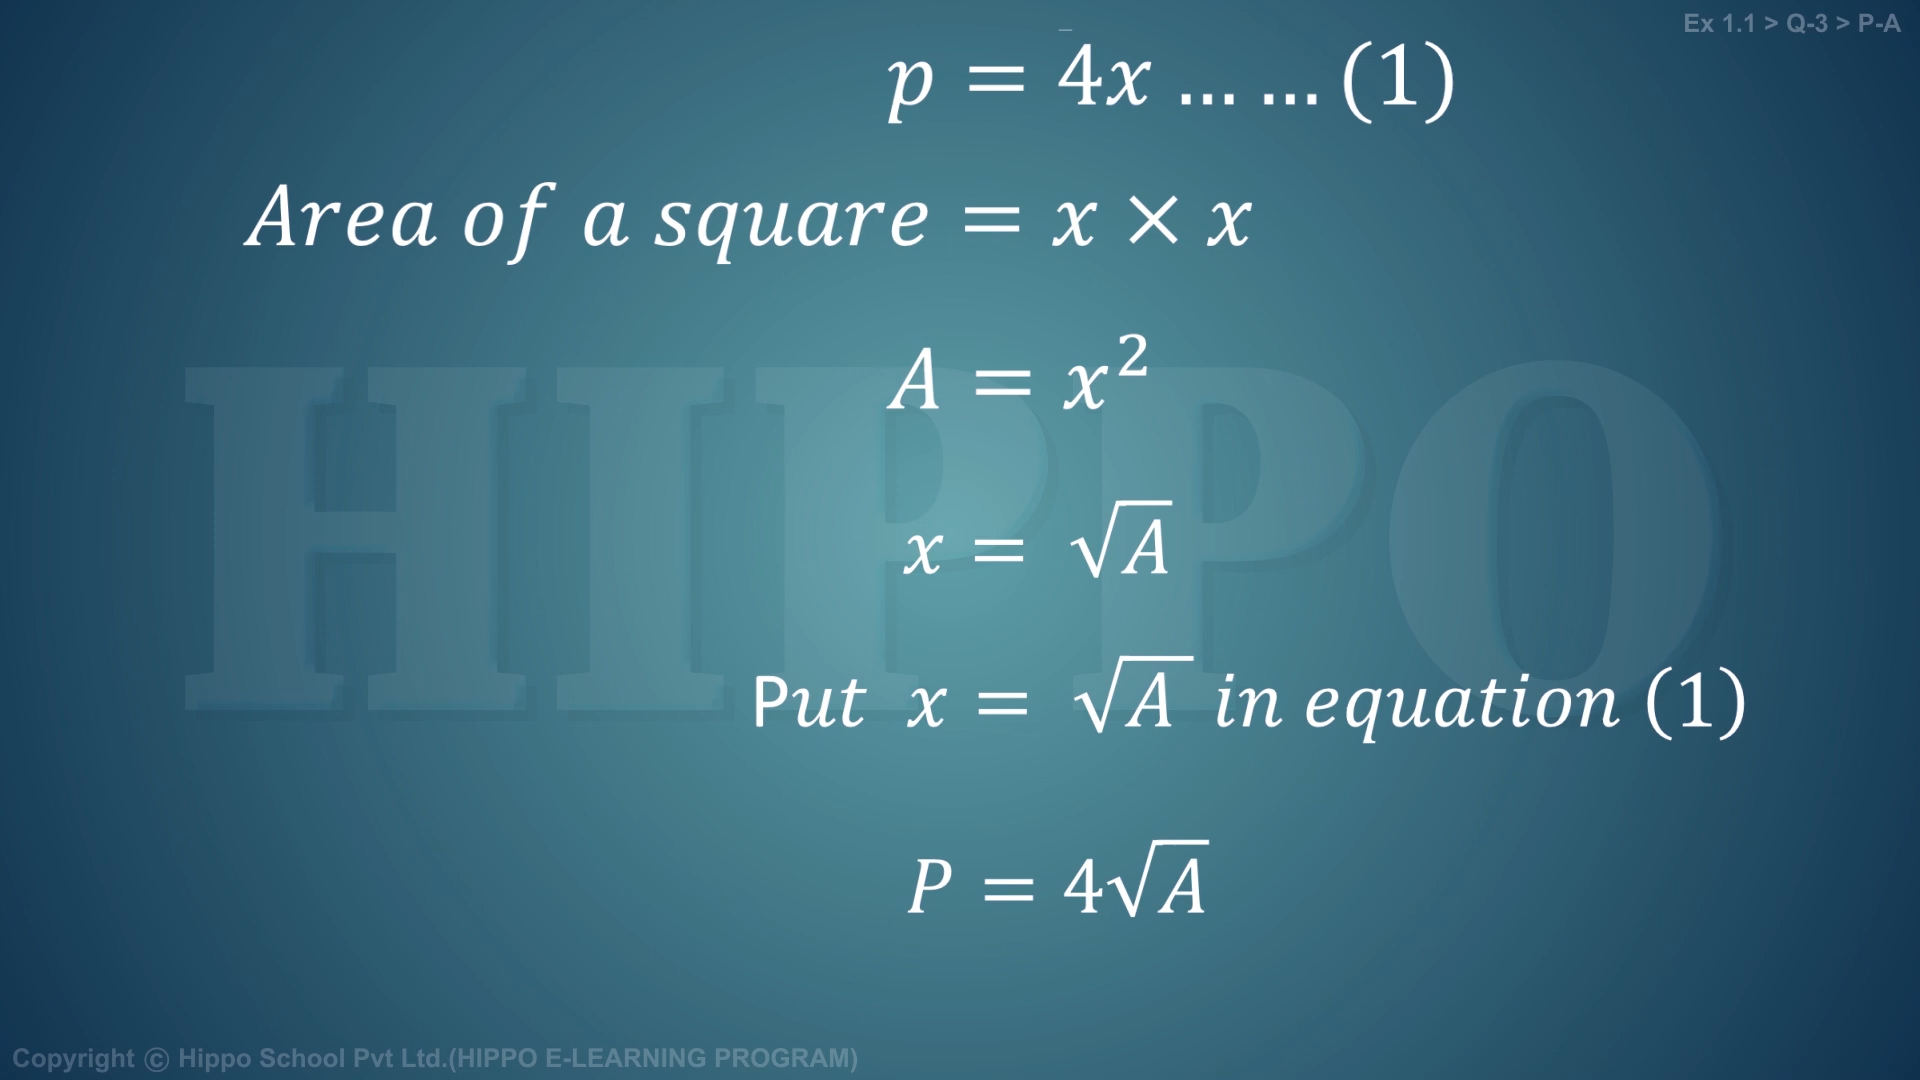 Ex 1.1 > Q-3 > P-A
p = 4x … … (1)
Area of a square = x × x
A = x²
x = √A
Put x = √A in equation (1)
P = 4√A
HIPPO
Copyright © Hippo School Pvt Ltd.(HIPPO E-LEARNING PROGRAM)